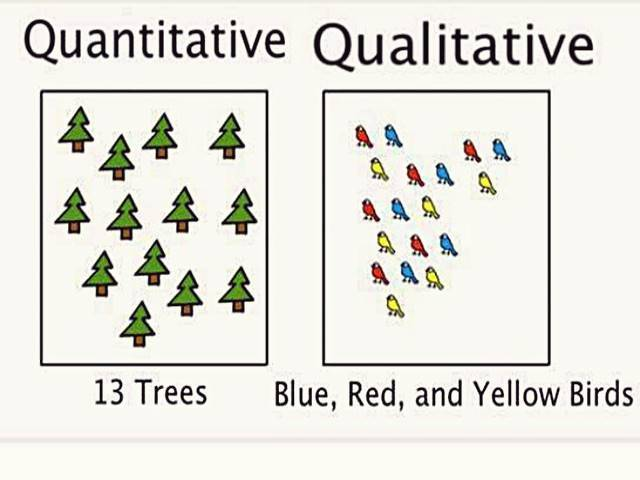 Quantitative
Qualitative
13 Trees
Blue, Red, and Yellow Birds